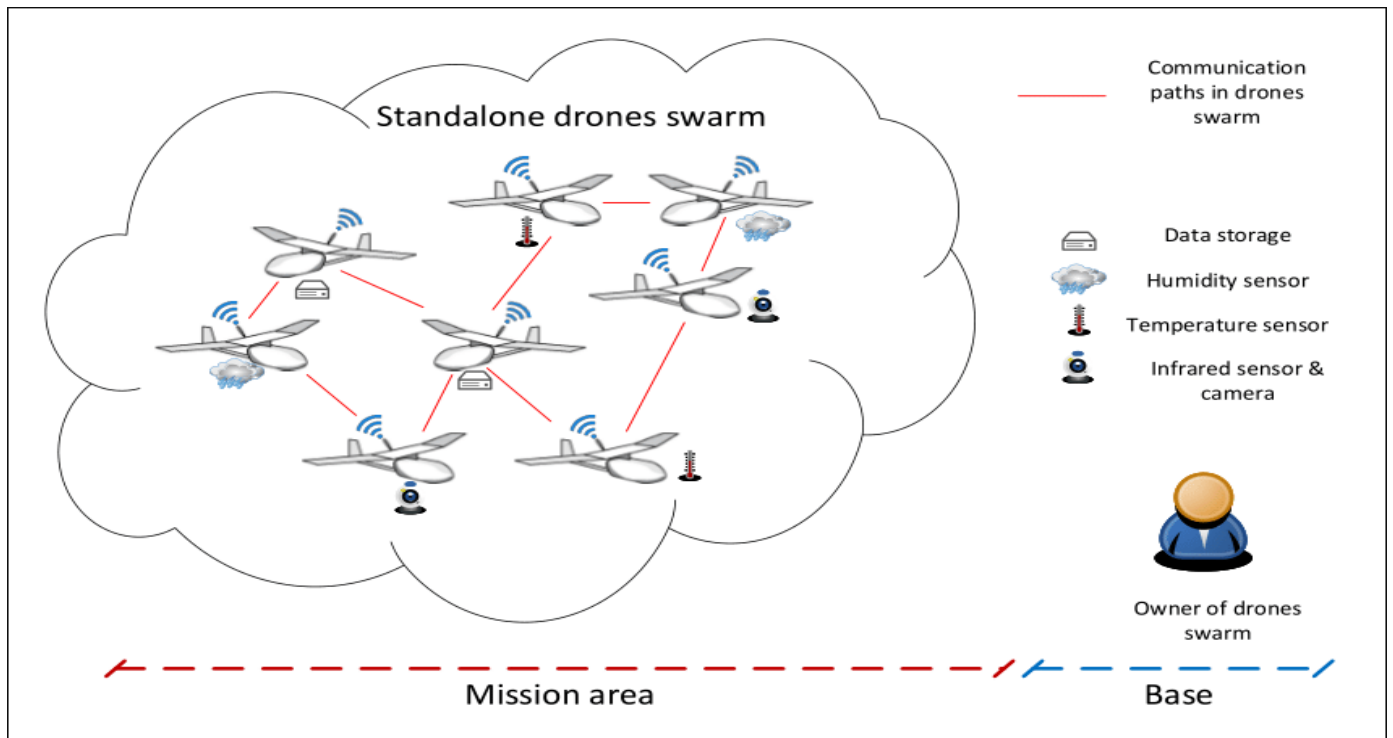 Standalone drones swarm
Communication
paths in drones
swarm
Data storage
Humidity sensor
Temperature sensor
Infrared sensor &
camera
Owner of drones
swarm
Mission area
Base